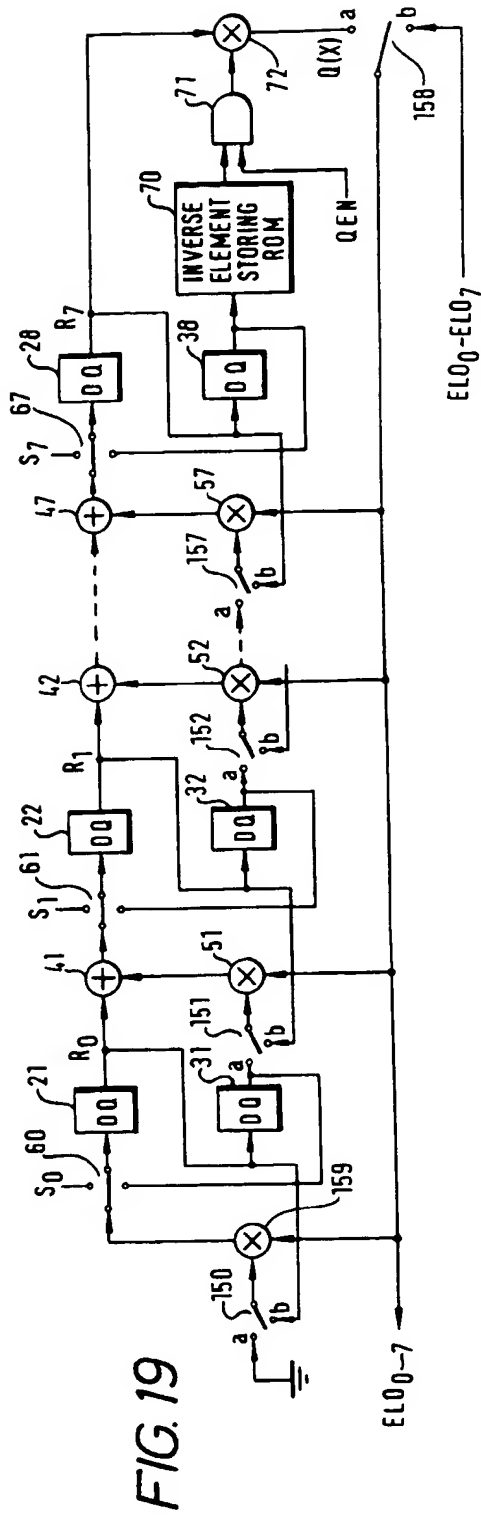 FIG. 19
S₀
60
21
D Q
R₀
41
S₁
61
22
D Q
R₁
42
47
S₇
67
28
D Q
R₇
72
a
Q(X)
b
158
71
70
INVERSE
ELEMENT
STORING
ROM
QEN
38
D Q
57
157
a
b
52
152
a
b
32
D Q
51
151
a
b
31
D Q
159
150
a
b
ELO₀₋₇
ELO₀-ELO₇